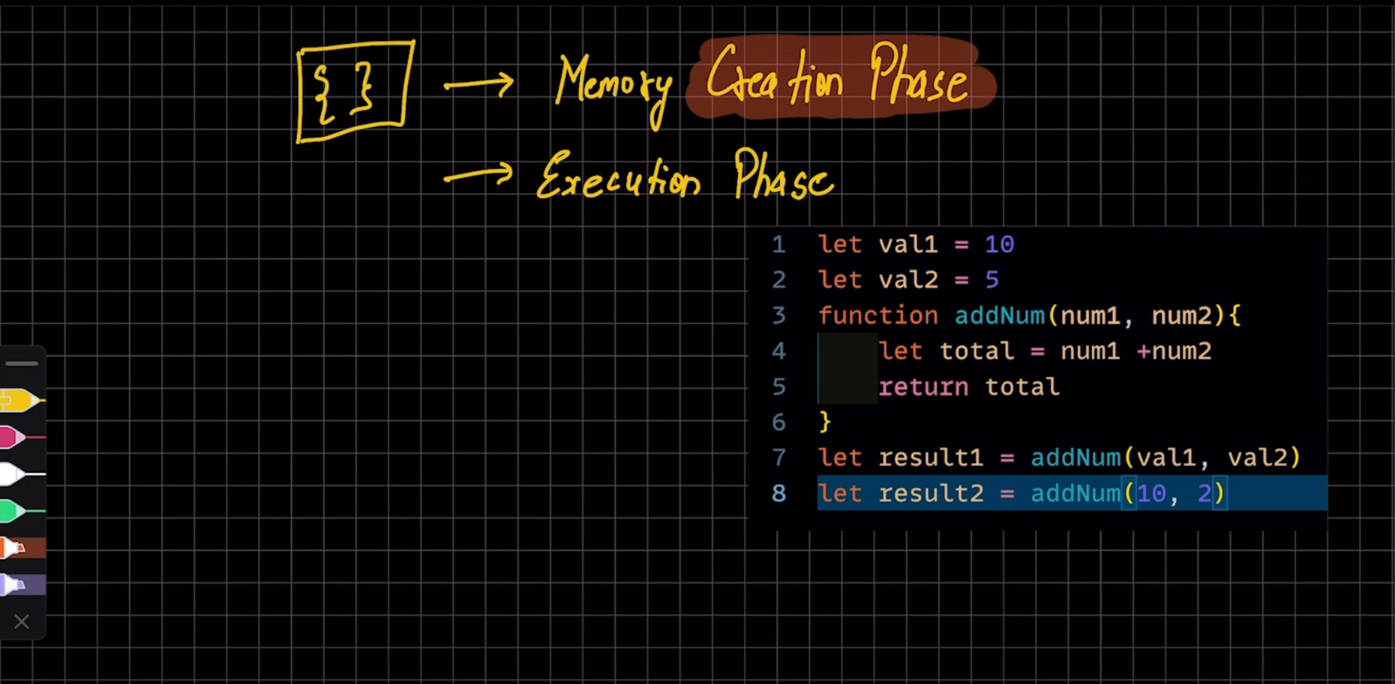 { } → Memory Creation Phase
→ Execution Phase
1 let val1 = 10
2 let val2 = 5
3 function addNum(num1, num2){
4 let total = num1 +num2
5 return total
6 }
7 let result1 = addNum(val1, val2)
8 let result2 = addNum(10, 2)